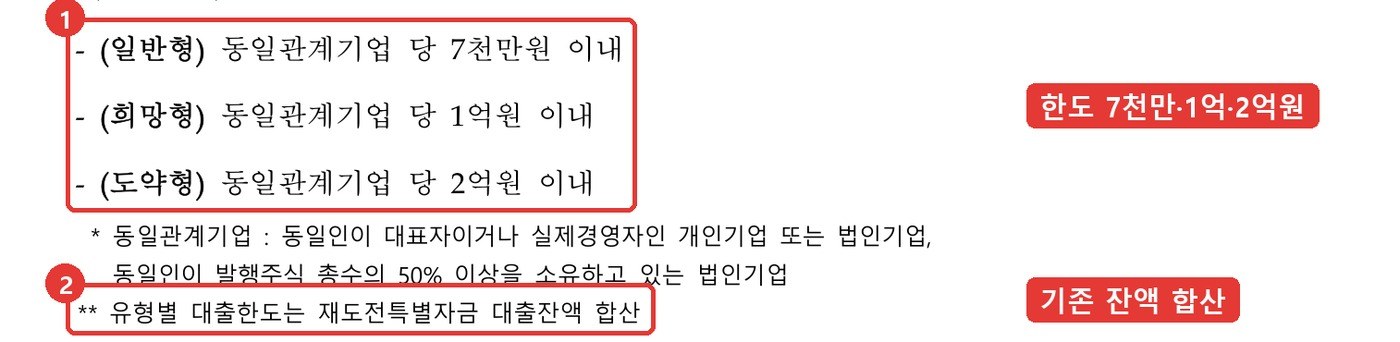 1
- (일반형) 동일관계기업 당 7천만원 이내
- (희망형) 동일관계기업 당 1억원 이내
한도 7천만·1억·2억원
- (도약형) 동일관계기업 당 2억원 이내
* 동일관계기업 : 동일인이 대표자이거나 실제경영자인 개인기업 또는 법인기업,
동일인이 발행주식 총수의 50% 이상을 소유하고 있는 법인기업
2
** 유형별 대출한도는 재도전특별자금 대출잔액 합산
기존 잔액 합산